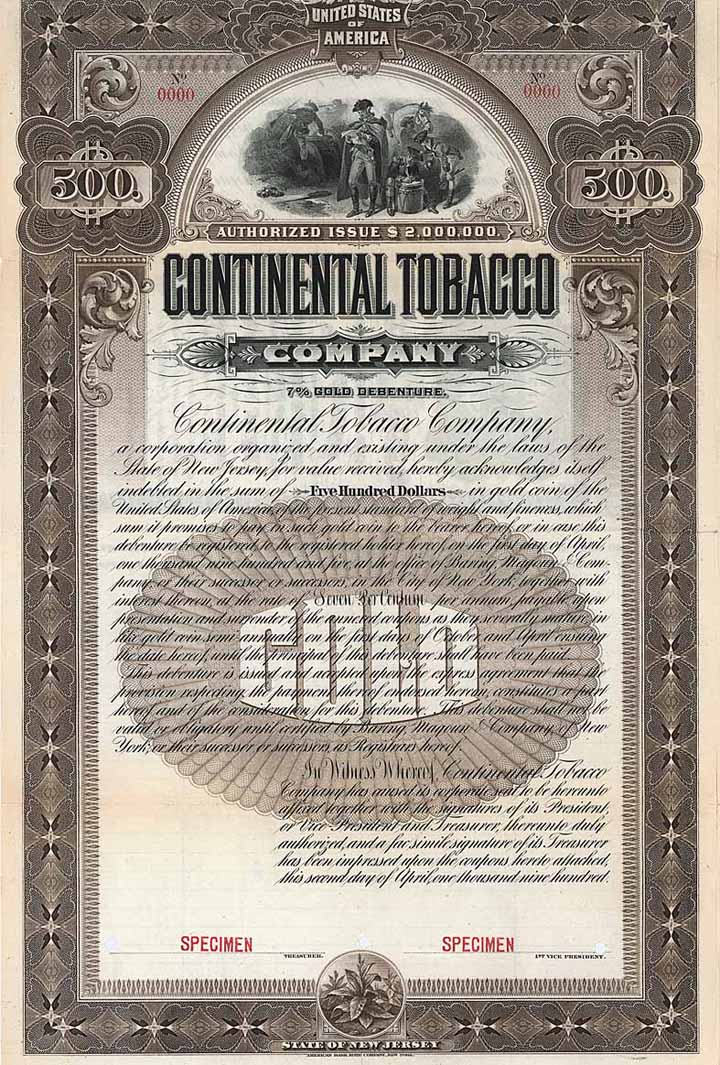 UNITED STATES
OF
AMERICA
No 0000
No 0000
500.
500.
AUTHORIZED ISSUE $ 2,000,000.
CONTINENTAL TOBACCO
COMPANY
7% GOLD DEBENTURE.
Continental Tobacco Company,
a corporation organized and existing under the laws of the
State of New Jersey, for value received, hereby acknowledges itself
indebted in the sum of Five Hundred Dollars in gold coin of the
United States of America of the present standard of weight and fineness, which
sum it promises to pay in such gold coin to the bearer hereof, or in case this
debenture be registered, to the registered holder hereof, on the first day of April,
one thousand nine hundred and five, at the office of Baring, Magoun & Com-
pany, or their successor or successors, in the City of New York, together with
interest thereon, at the rate of Seven Per Centum per annum, payable upon
presentation and surrender of the annexed coupons as they severally mature in
like gold coin semi-annually on the first days of October and April ensuing
the date hereof, until the principal of this debenture shall have been paid.
This debenture is issued and accepted upon the express agreement that the
provision respecting the payment thereof endorsed hereon, constitutes a part
hereof and of the consideration for this debenture. This debenture shall not be
valid or obligatory until certified by Baring, Magoun & Company, of New
York, or their successor or successors, as Registrars hereof.
GOLD
In Witness Whereof, Continental Tobacco
Company has caused its corporate seal to be hereunto
affixed together with the signatures of its President,
or Vice President and Treasurer, thereunto duly
authorized, and a fac simile signature of its Treasurer
has been impressed upon the coupons hereto attached,
this second day of April, one thousand nine hundred.
SPECIMEN
TREASURER.
SPECIMEN
1ST VICE PRESIDENT.
STATE OF NEW JERSEY
AMERICAN BANK NOTE COMPANY, NEW YORK.